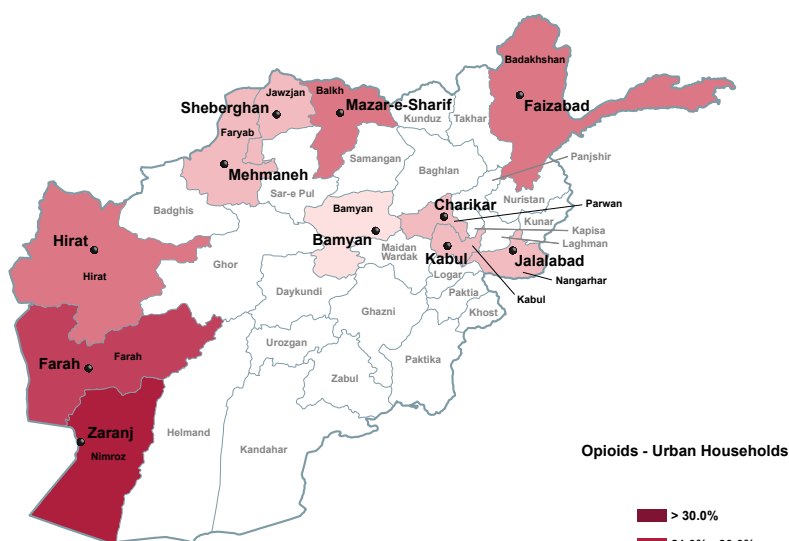 Badakhshan
Jawzjan
Balkh
Sheberghan
Mazar-e-Sharif
Faizabad
Kunduz
Takhar
Faryab
Samangan
Panjshir
Baghlan
Mehmaneh
Sar-e Pul
Nuristan
Badghis
Bamyan
Charikar
Parwan
Kunar
Kapisa
Hirat
Bamyan
Maidan
Wardak
Kabul
Laghman
Jalalabad
Ghor
Hirat
Logar
Nangarhar
Daykundi
Paktia
Kabul
Ghazni
Khost
Urozgan
Farah
Farah
Paktika
Zabul
Zaranj
Helmand
Nimroz
Kandahar
Opioids - Urban Households
> 30.0%